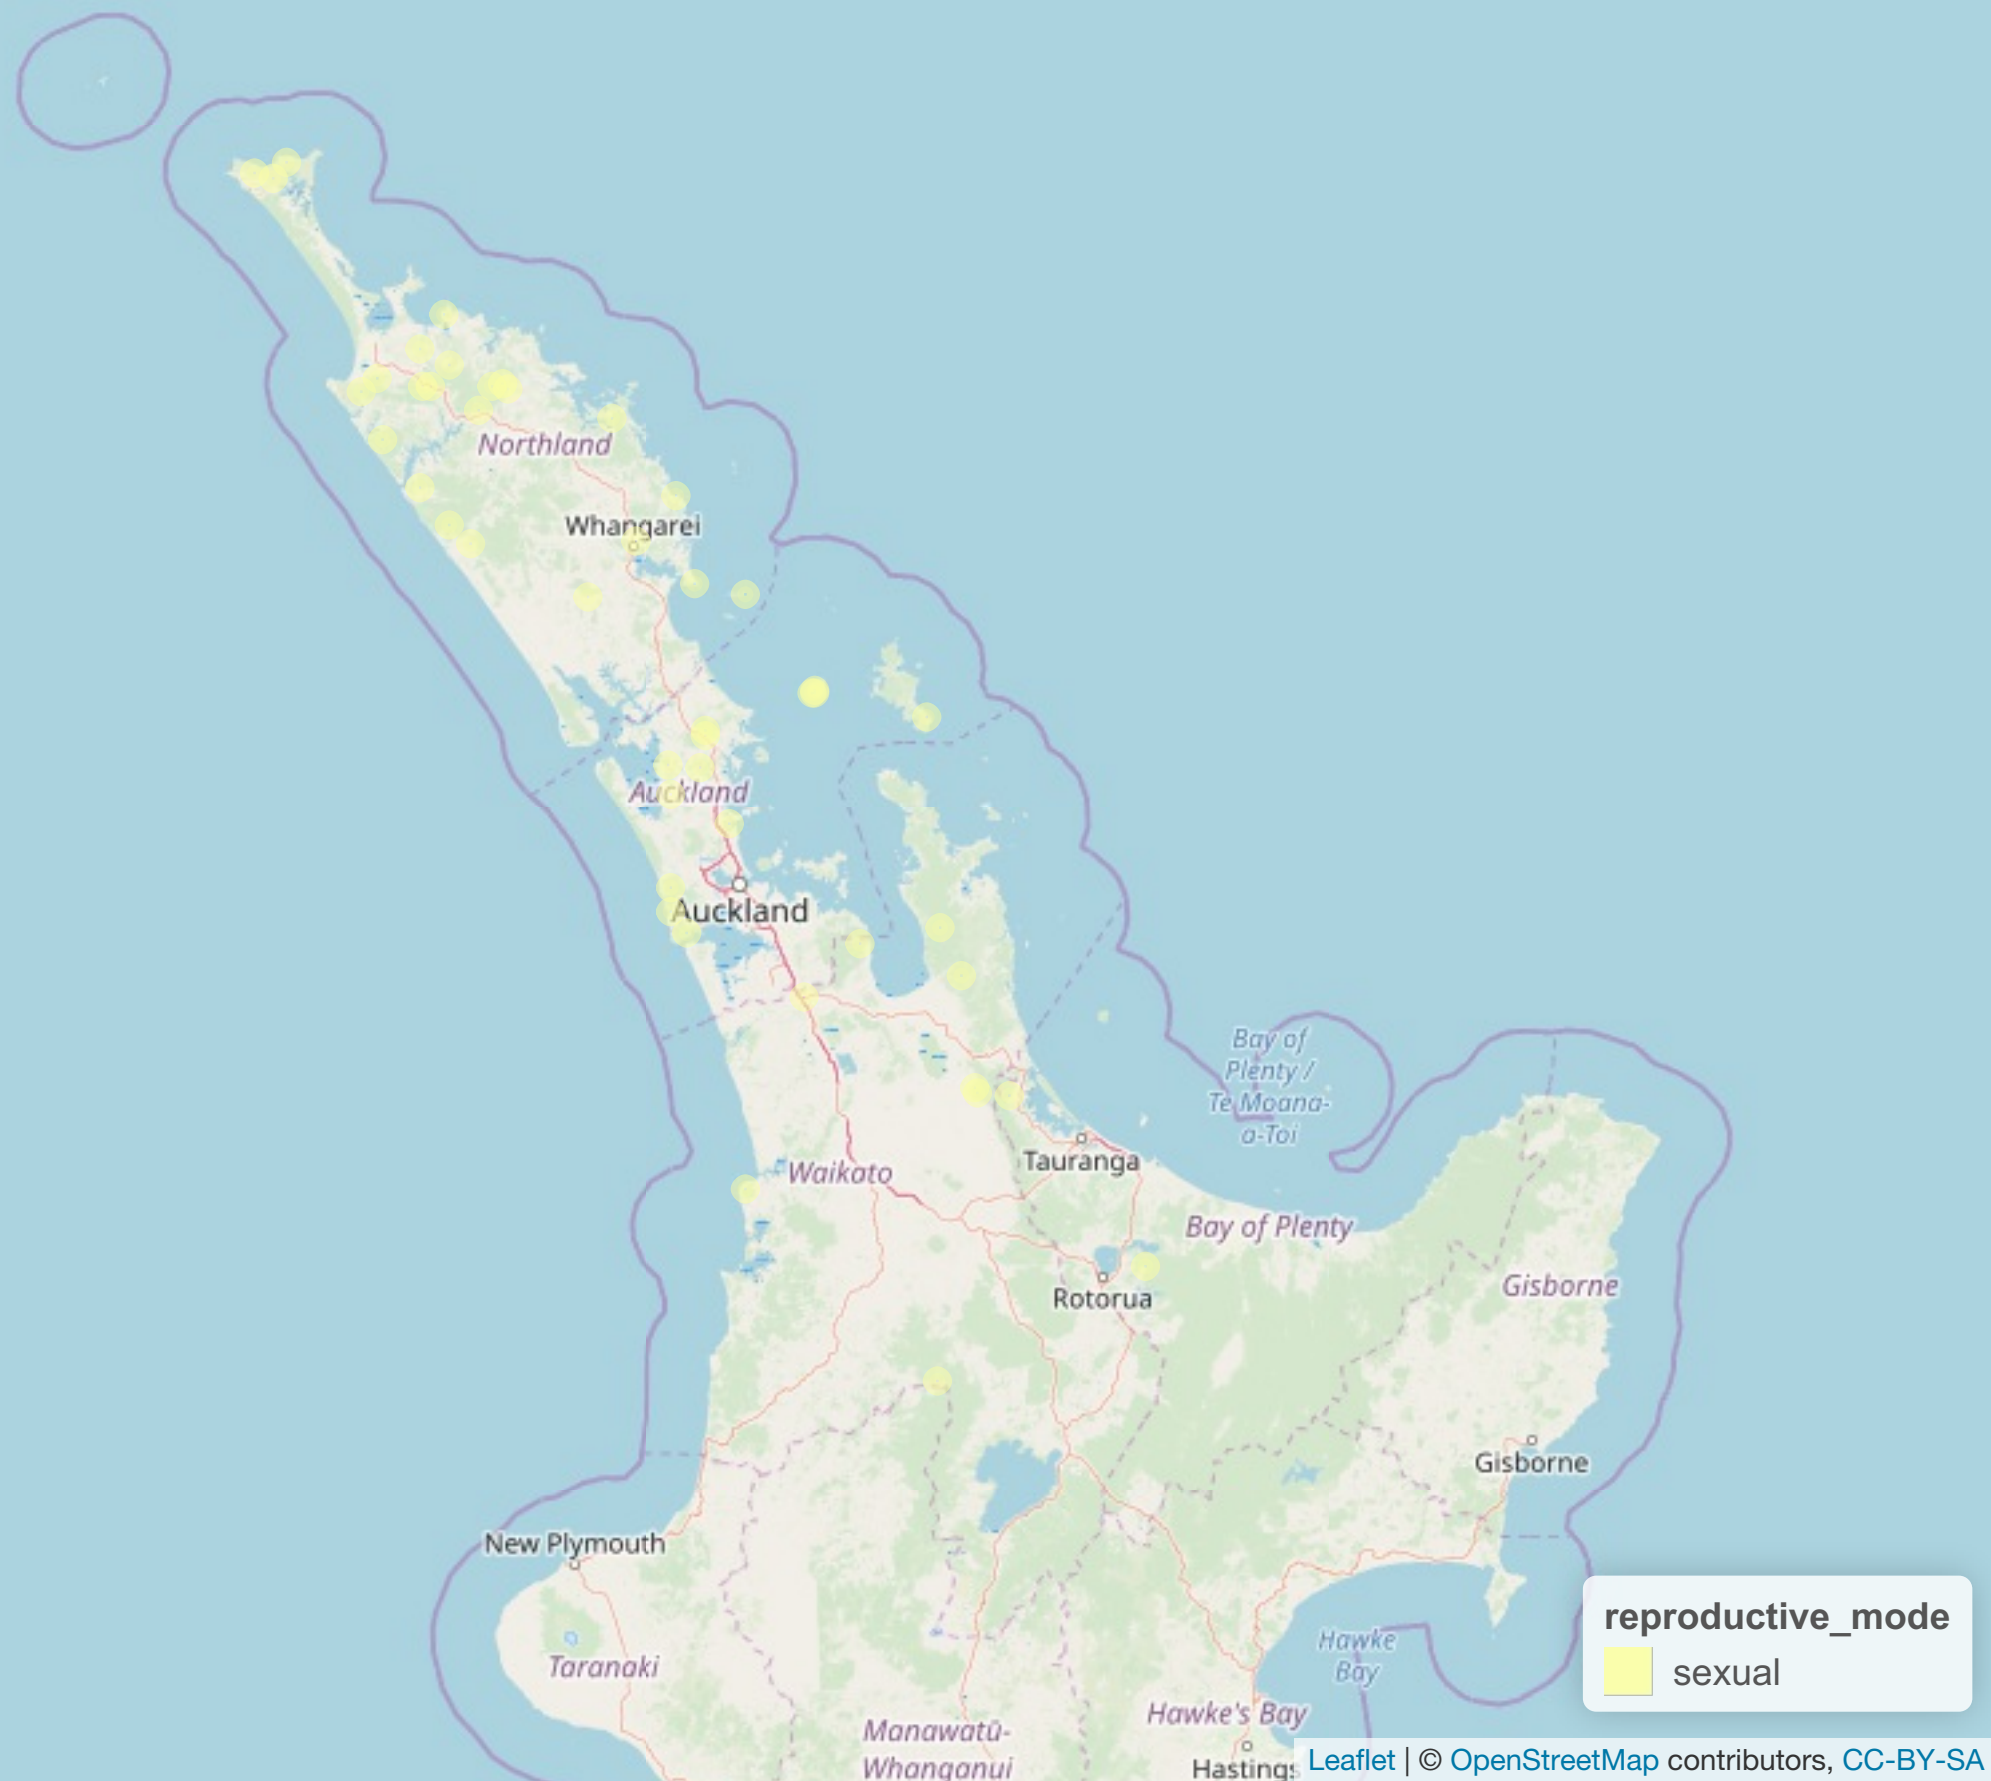 Northland
Whangarei
Auckland
Auckland
Bay of
Plenty /
Te Moana-
a-Toi
Tauranga
Waikato
Bay of Plenty
Rotorua
Gisborne
Gisborne
New Plymouth
Taranaki
Hawke
Bay
Hawke's Bay
Manawatū-
Whanganui
Hastings
reproductive_mode
sexual
Leaflet | © OpenStreetMap contributors, CC-BY-SA